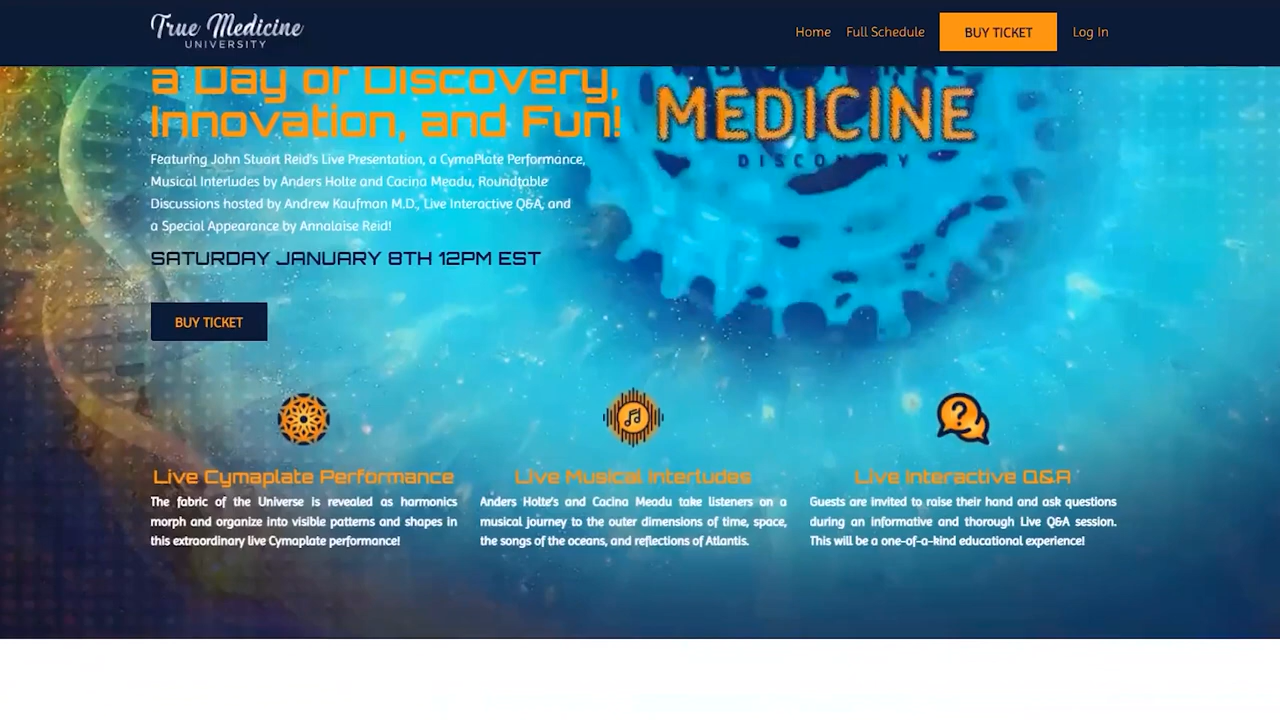 True Medicine
UNIVERSITY
Home Full Schedule BUY TICKET Log In
a Day of Discovery,
Innovation, and Fun!
MEDICINE
DISCOVERY
Featuring John Stuart Reid's Live Presentation, a CymaPlate Performance,
Musical Interludes by Anders Holte and Cacina Meadu, Roundtable
Discussions hosted by Andrew Kaufman M.D., Live Interactive Q&A, and
a Special Appearance by Annalaise Reid!
SATURDAY JANUARY 8TH 12PM EST
BUY TICKET
Live Cymaplate Performance
The fabric of the Universe is revealed as harmonics
morph and organize into visible patterns and shapes in
this extraordinary live Cymaplate performance!
Live Musical Interludes
Anders Holte's and Cacina Meadu take listeners on a
musical journey to the outer dimensions of time, space,
the songs of the oceans, and reflections of Atlantis.
Live Interactive Q&A
Guests are invited to raise their hand and ask questions
during an informative and thorough Live Q&A session.
This will be a one-of-a-kind educational experience!